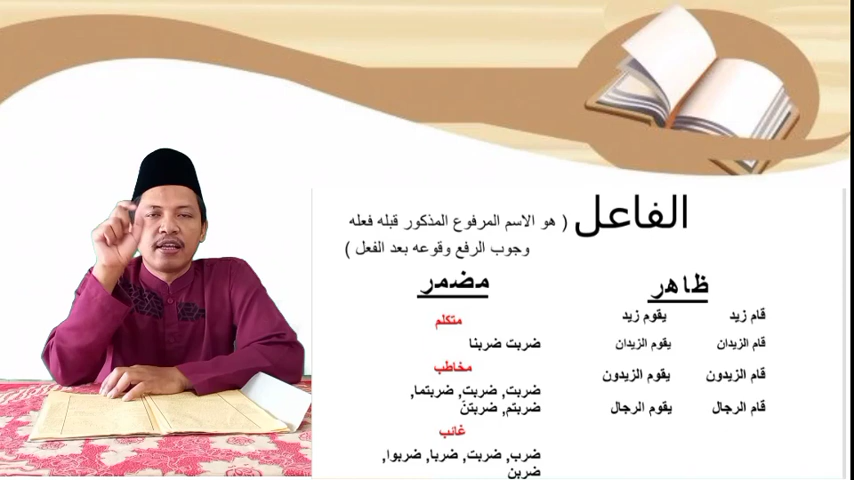 الفاعل ( هو الاسم المرفوع المذكور قبله فعله
وجوب الرفع وقوعه بعد الفعل )
ظاهر
قام زيد يقوم زيد
قام الزيدان يقوم الزيدان
قام الزيدون يقوم الزيدون
قام الرجال يقوم الرجال
مضمر
متكلم
ضربت ضربنا
مخاطب
ضربت, ضربت, ضربتما,
ضربتم, ضربتنّ
غائب
ضرب, ضربت, ضربا, ضربوا,
ضربن